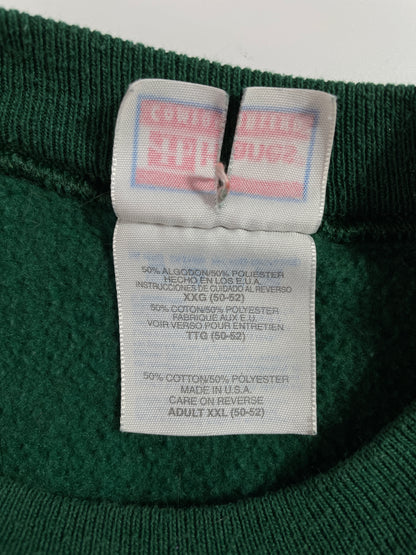 Hanes
50% ALGODON/50% POLIESTER
HECHO EN LOS E.U.A.
INSTRUCCIONES DE CUIDADO AL REVERSO
XXG (50-52)
50% COTON/50% POLYESTER
FABRIQUE AUX E.U.
VOIR VERSO POUR ENTRETIEN.
TTG (50-52)
50% COTTON/50% POLYESTER
MADE IN U.S.A.
CARE ON REVERSE
ADULT XXL (50-52)